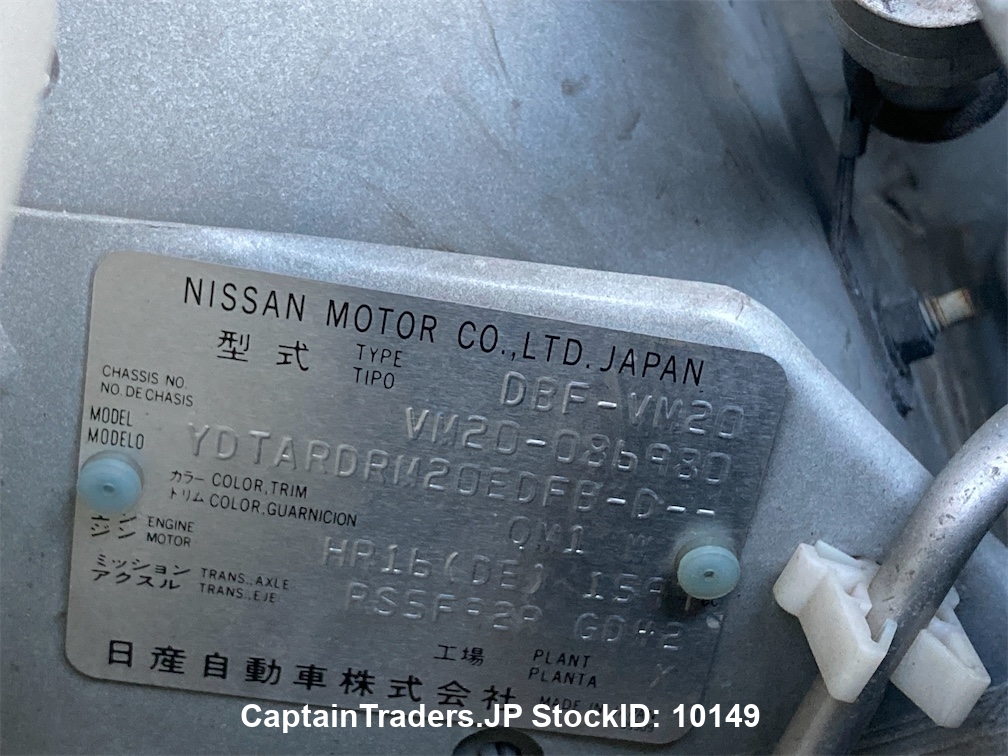 NISSAN MOTOR CO.,LTD. JAPAN
型式 TYPE TIPO DBF-VM20
CHASSIS NO. NO. DE CHASIS VM20-086980
MODEL MODELO YDTARDRM20EDFB-D--
カラー COLOR,TRIM
トリム COLOR,GUARNICION QM1
エンジン ENGINE MOTOR HR16(DE)
ミッション TRANS.,AXLE
アクスル TRANS.,EJE
工場 PLANT PLANTA
日産自動車株式会社 MADE IN
CaptainTraders.JP StockID: 10149